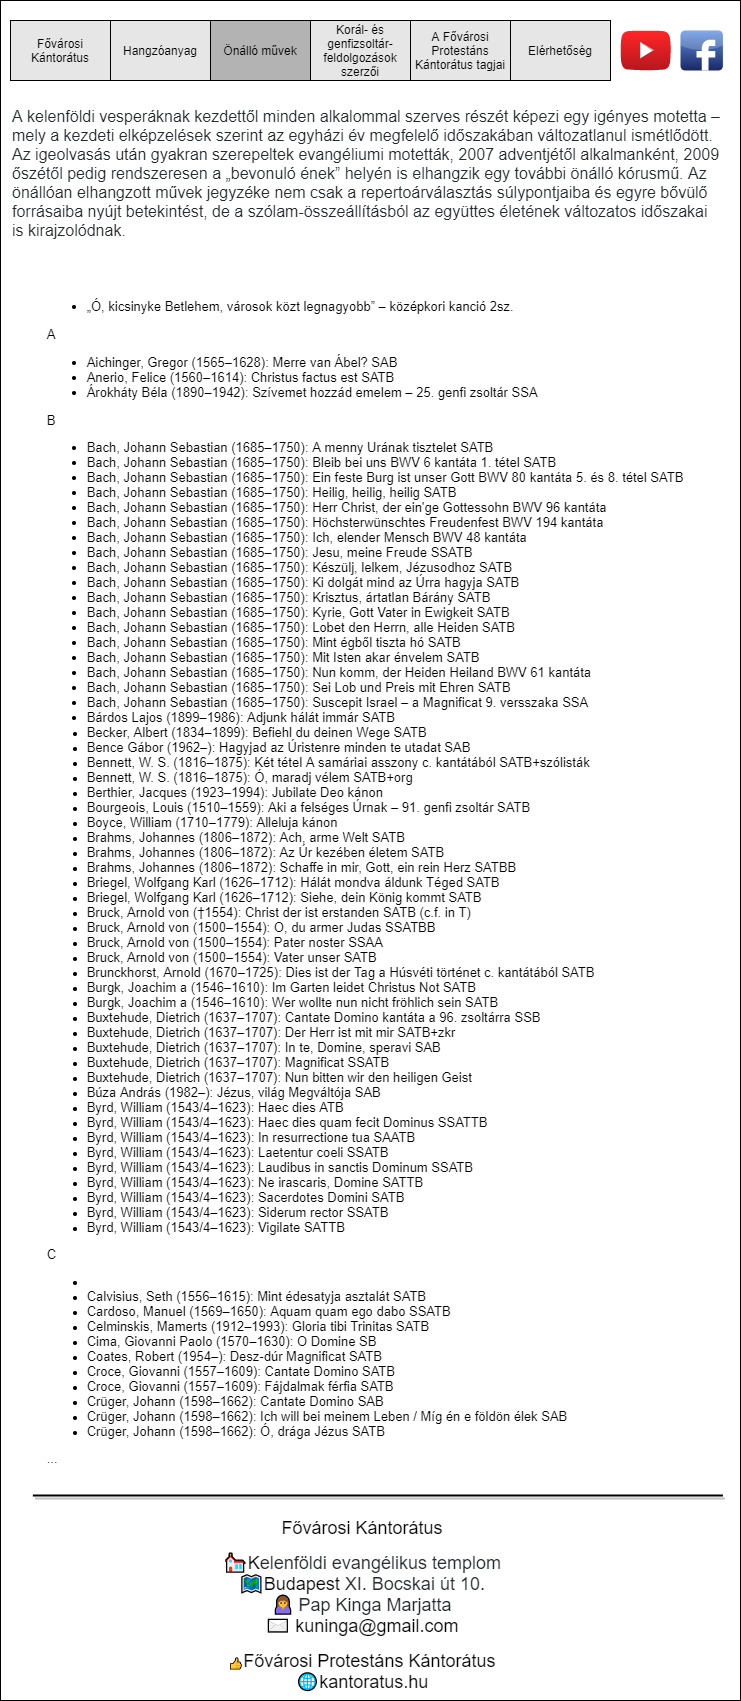 Fővárosi
Kántorátus
Hangzóanyag
Önálló művek
Korál- és
genfizsoltár-
feldolgozások
szerzői
A Fővárosi
Protestáns
Kántorátus tagjai
Elérhetőség
A kelenföldi vesperáknak kezdettől minden alkalommal szerves részét képezi egy igényes motetta –
mely a kezdeti elképzelések szerint az egyházi év megfelelő időszakában változatlanul ismétlődött.
Az igeolvasás után gyakran szerepeltek evangéliumi motetták, 2007 adventjétől alkalmanként, 2009
őszétől pedig rendszeresen a „bevonuló ének” helyén is elhangzik egy további önálló kórusmű. Az
önállóan elhangzott művek jegyzéke nem csak a repertoárválasztás súlypontjaiba és egyre bővülő
forrásaiba nyújt betekintést, de a szólam-összeállításból az együttes életének változatos időszakai
is kirajzolódnak.
• „Ó, kicsinyke Betlehem, városok közt legnagyobb” – középkori kanció 2sz.
A
• Aichinger, Gregor (1565–1628): Merre van Ábel? SAB
• Anerio, Felice (1560–1614): Christus factus est SATB
• Árokháty Béla (1890–1942): Szívemet hozzád emelem – 25. genfi zsoltár SSA
B
• Bach, Johann Sebastian (1685–1750): A menny Urának tisztelet SATB
• Bach, Johann Sebastian (1685–1750): Bleib bei uns BWV 6 kantáta 1. tétel SATB
• Bach, Johann Sebastian (1685–1750): Ein feste Burg ist unser Gott BWV 80 kantáta 5. és 8. tétel SATB
• Bach, Johann Sebastian (1685–1750): Heilig, heilig, heilig SATB
• Bach, Johann Sebastian (1685–1750): Herr Christ, der ein'ge Gottessohn BWV 96 kantáta
• Bach, Johann Sebastian (1685–1750): Höchsterwünschtes Freudenfest BWV 194 kantáta
• Bach, Johann Sebastian (1685–1750): Ich, elender Mensch BWV 48 kantáta
• Bach, Johann Sebastian (1685–1750): Jesu, meine Freude SSATB
• Bach, Johann Sebastian (1685–1750): Készülj, lelkem, Jézusodhoz SATB
• Bach, Johann Sebastian (1685–1750): Ki dolgát mind az Úrra hagyja SATB
• Bach, Johann Sebastian (1685–1750): Krisztus, ártatlan Bárány SATB
• Bach, Johann Sebastian (1685–1750): Kyrie, Gott Vater in Ewigkeit SATB
• Bach, Johann Sebastian (1685–1750): Lobet den Herrn, alle Heiden SATB
• Bach, Johann Sebastian (1685–1750): Mint égből tiszta hó SATB
• Bach, Johann Sebastian (1685–1750): Mit Isten akar énvelem SATB
• Bach, Johann Sebastian (1685–1750): Nun komm, der Heiden Heiland BWV 61 kantáta
• Bach, Johann Sebastian (1685–1750): Sei Lob und Preis mit Ehren SATB
• Bach, Johann Sebastian (1685–1750): Suscepit Israel – a Magnificat 9. versszaka SSA
• Bárdos Lajos (1899–1986): Adjunk hálát immár SATB
• Becker, Albert (1834–1899): Befiehl du deinen Wege SATB
• Bence Gábor (1962–): Hagyjad az Úristenre minden te utadat SAB
• Bennett, W. S. (1816–1875): Két tétel A samáriai asszony c. kantátából SATB+szólisták
• Bennett, W. S. (1816–1875): Ó, maradj vélem SATB+org
• Berthier, Jacques (1923–1994): Jubilate Deo kánon
• Bourgeois, Louis (1510–1559): Aki a felséges Úrnak – 91. genfi zsoltár SATB
• Boyce, William (1710–1779): Alleluja kánon
• Brahms, Johannes (1806–1872): Ach, arme Welt SATB
• Brahms, Johannes (1806–1872): Az Úr kezében életem SATB
• Brahms, Johannes (1806–1872): Schaffe in mir, Gott, ein rein Herz SATBB
• Briegel, Wolfgang Karl (1626–1712): Hálát mondva áldunk Téged SATB
• Briegel, Wolfgang Karl (1626–1712): Siehe, dein König kommt SATB
• Bruck, Arnold von (†1554): Christ der ist erstanden SATB (c.f. in T)
• Bruck, Arnold von (1500–1554): O, du armer Judas SSATBB
• Bruck, Arnold von (1500–1554): Pater noster SSAA
• Bruck, Arnold von (1500–1554): Vater unser SATB
• Brunckhorst, Arnold (1670–1725): Dies ist der Tag a Húsvéti történet c. kantátából SATB
• Burgk, Joachim a (1546–1610): Im Garten leidet Christus Not SATB
• Burgk, Joachim a (1546–1610): Wer wollte nun nicht fröhlich sein SATB
• Buxtehude, Dietrich (1637–1707): Cantate Domino kantáta a 96. zsoltárra SSB
• Buxtehude, Dietrich (1637–1707): Der Herr ist mit mir SATB+zkr
• Buxtehude, Dietrich (1637–1707): In te, Domine, speravi SAB
• Buxtehude, Dietrich (1637–1707): Magnificat SSATB
• Buxtehude, Dietrich (1637–1707): Nun bitten wir den heiligen Geist
• Búza András (1982–): Jézus, világ Megváltója SAB
• Byrd, William (1543/4–1623): Haec dies ATB
• Byrd, William (1543/4–1623): Haec dies quam fecit Dominus SSATTB
• Byrd, William (1543/4–1623): In resurrectione tua SAATB
• Byrd, William (1543/4–1623): Laetentur coeli SSATB
• Byrd, William (1543/4–1623): Laudibus in sanctis Dominum SSATB
• Byrd, William (1543/4–1623): Ne irascaris, Domine SATTB
• Byrd, William (1543/4–1623): Sacerdotes Domini SATB
• Byrd, William (1543/4–1623): Siderum rector SSATB
• Byrd, William (1543/4–1623): Vigilate SATTB
C
•
• Calvisius, Seth (1556–1615): Mint édesatyja asztalát SATB
• Cardoso, Manuel (1569–1650): Aquam quam ego dabo SSATB
• Celminskis, Mamerts (1912–1993): Gloria tibi Trinitas SATB
• Cima, Giovanni Paolo (1570–1630): O Domine SB
• Coates, Robert (1954–): Desz-dúr Magnificat SATB
• Croce, Giovanni (1557–1609): Cantate Domino SATB
• Croce, Giovanni (1557–1609): Fájdalmak férfia SATB
• Crüger, Johann (1598–1662): Cantate Domino SAB
• Crüger, Johann (1598–1662): Ich will bei meinem Leben / Míg én e földön élek SAB
• Crüger, Johann (1598–1662): Ó, drága Jézus SATB
...
Fővárosi Kántorátus
Kelenföldi evangélikus templom
Budapest XI. Bocskai út 10.
Pap Kinga Marjatta
kuninga@gmail.com
Fővárosi Protestáns Kántorátus
kantoratus.hu